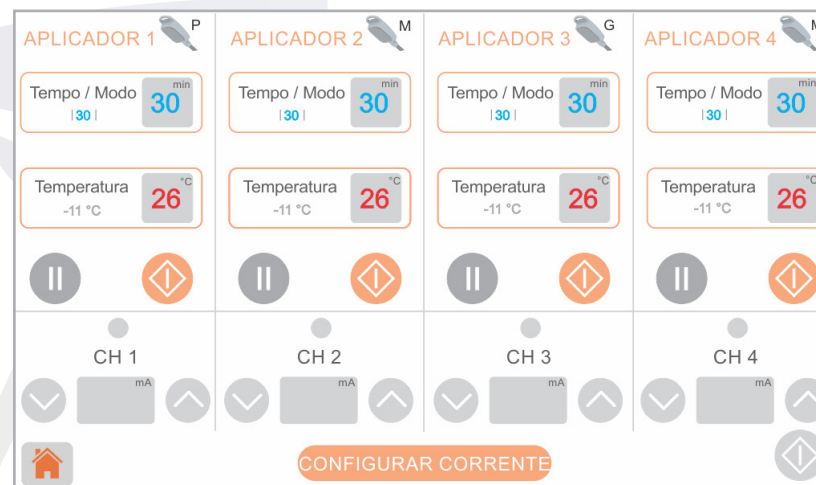 APLICADOR 1 P
Tempo / Modo 30 min
|30|
Temperatura 26 °C
-11 °C
APLICADOR 2 M
Tempo / Modo 30 min
|30|
Temperatura 26 °C
-11 °C
APLICADOR 3 G
Tempo / Modo 30 min
|30|
Temperatura 26 °C
-11 °C
APLICADOR 4
Tempo / Modo 30 min
|30|
Temperatura 26 °C
-11 °C
CH 1
mA
CH 2
mA
CH 3
mA
CH 4
mA
CONFIGURAR CORRENTE